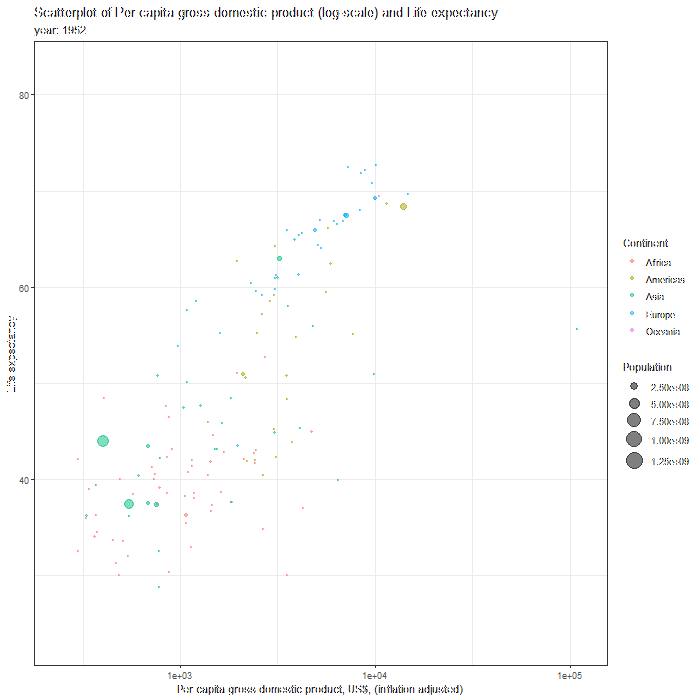 Scatterplot of Per capita gross domestic product (log scale) and Life expectancy
year: 1952
80
60
40
Life expectancy
1e+03
1e+04
1e+05
Per capita gross domestic product, US$, (inflation adjusted)
Continent
Africa
Americas
Asia
Europe
Oceania
Population
2.50e+08
5.00e+08
7.50e+08
1.00e+09
1.25e+09